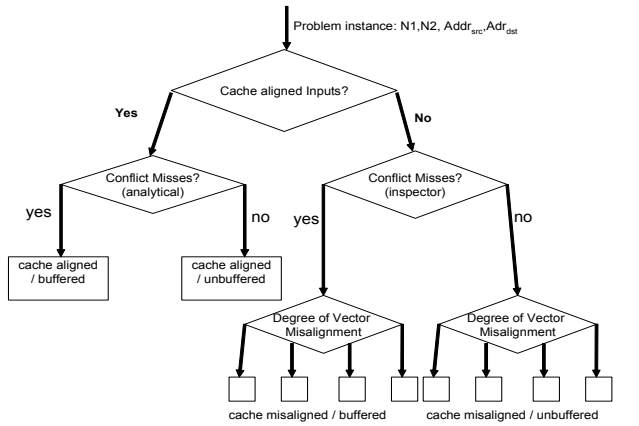 Problem instance: N1,N2, Addrsrc,Adrdst
Cache aligned Inputs?
Yes
No
Conflict Misses?
(analytical)
Conflict Misses?
(inspector)
yes
no
yes
no
cache aligned
/ buffered
cache aligned
/ unbuffered
Degree of Vector
Misalignment
Degree of Vector
Misalignment
cache misaligned / buffered
cache misaligned / unbuffered